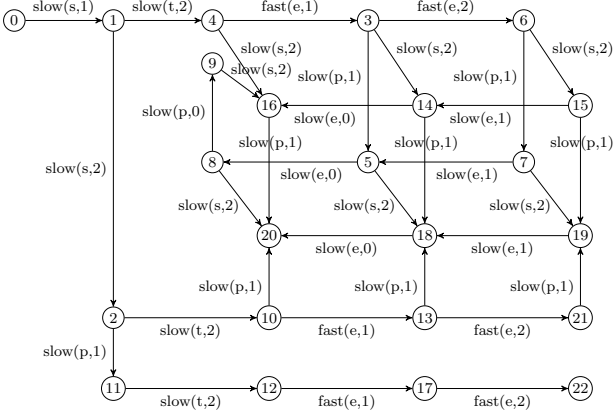 slow(s,1) slow(t,2) fast(e,1) fast(e,2)
0 1 4 3 6
slow(s,2) slow(s,2) slow(s,2)
9 slow(s,2) slow(p,1) slow(p,1)
16 14 15
slow(p,0) slow(e,0) slow(e,1)
slow(p,1) slow(p,1) slow(p,1)
8 5 7
slow(s,2) slow(e,0) slow(e,1)
slow(s,2) slow(s,2) slow(s,2)
20 18 19
slow(e,0) slow(e,1)
slow(p,1) slow(p,1) slow(p,1)
2 10 13 21
slow(t,2) fast(e,1) fast(e,2)
slow(p,1)
11 12 17 22
slow(t,2) fast(e,1) fast(e,2)